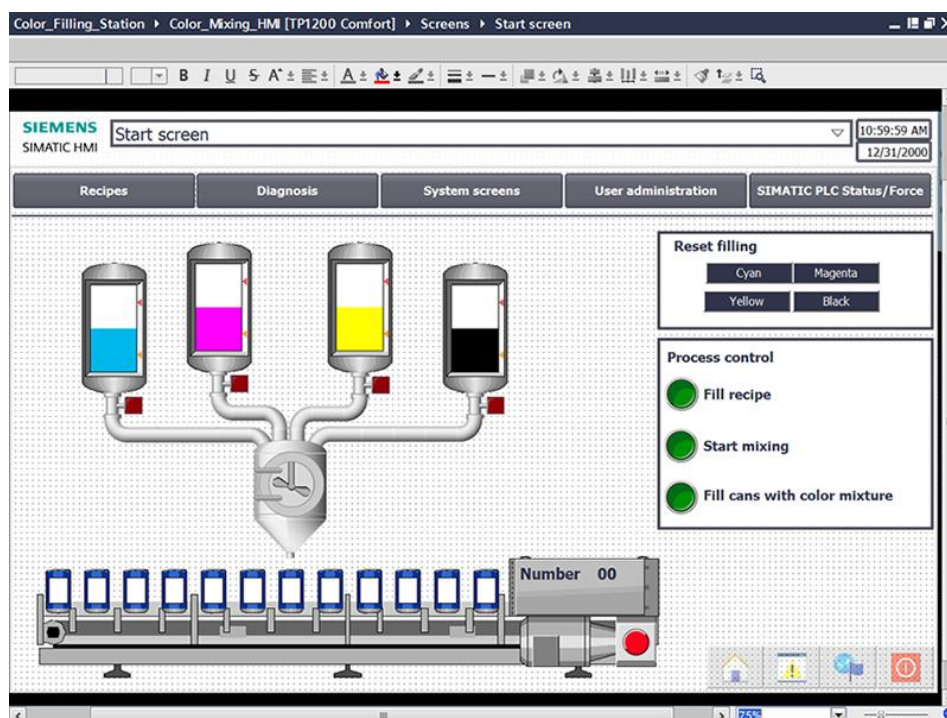 Color_Filling_Station ▸ Color_Mixing_HMI [TP1200 Comfort] ▸ Screens ▸ Start screen
B I U S A A
SIEMENS
SIMATIC HMI
Start screen
10:59:59 AM
12/31/2000
Recipes Diagnosis System screens User administration SIMATIC PLC Status/Force
Reset filling
Cyan Magenta
Yellow Black
Process control
Fill recipe
Start mixing
Fill cans with color mixture
Number 00
75%